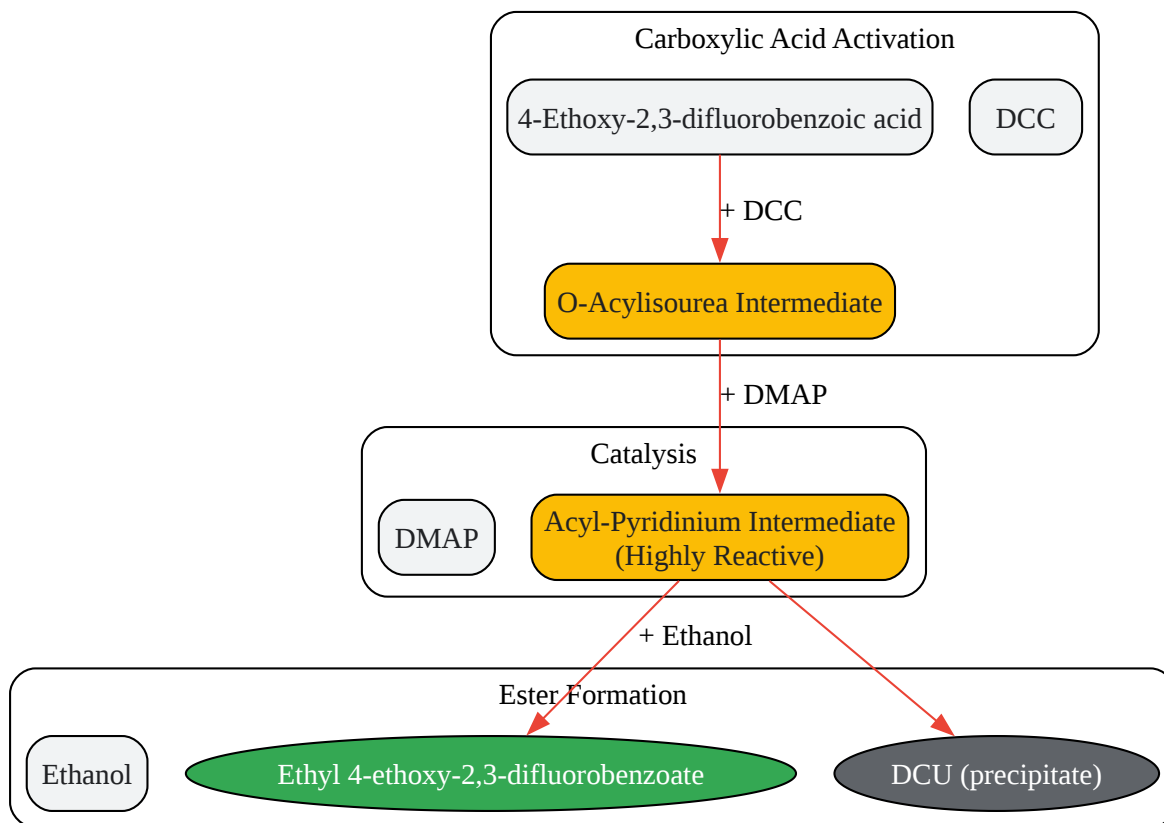 Carboxylic Acid Activation
4-Ethoxy-2,3-difluorobenzoic acid
DCC
+ DCC
O-Acylisourea Intermediate
+ DMAP
Catalysis
DMAP
Acyl-Pyridinium Intermediate
(Highly Reactive)
+ Ethanol
Ester Formation
Ethanol
Ethyl 4-ethoxy-2,3-difluorobenzoate
DCU (precipitate)